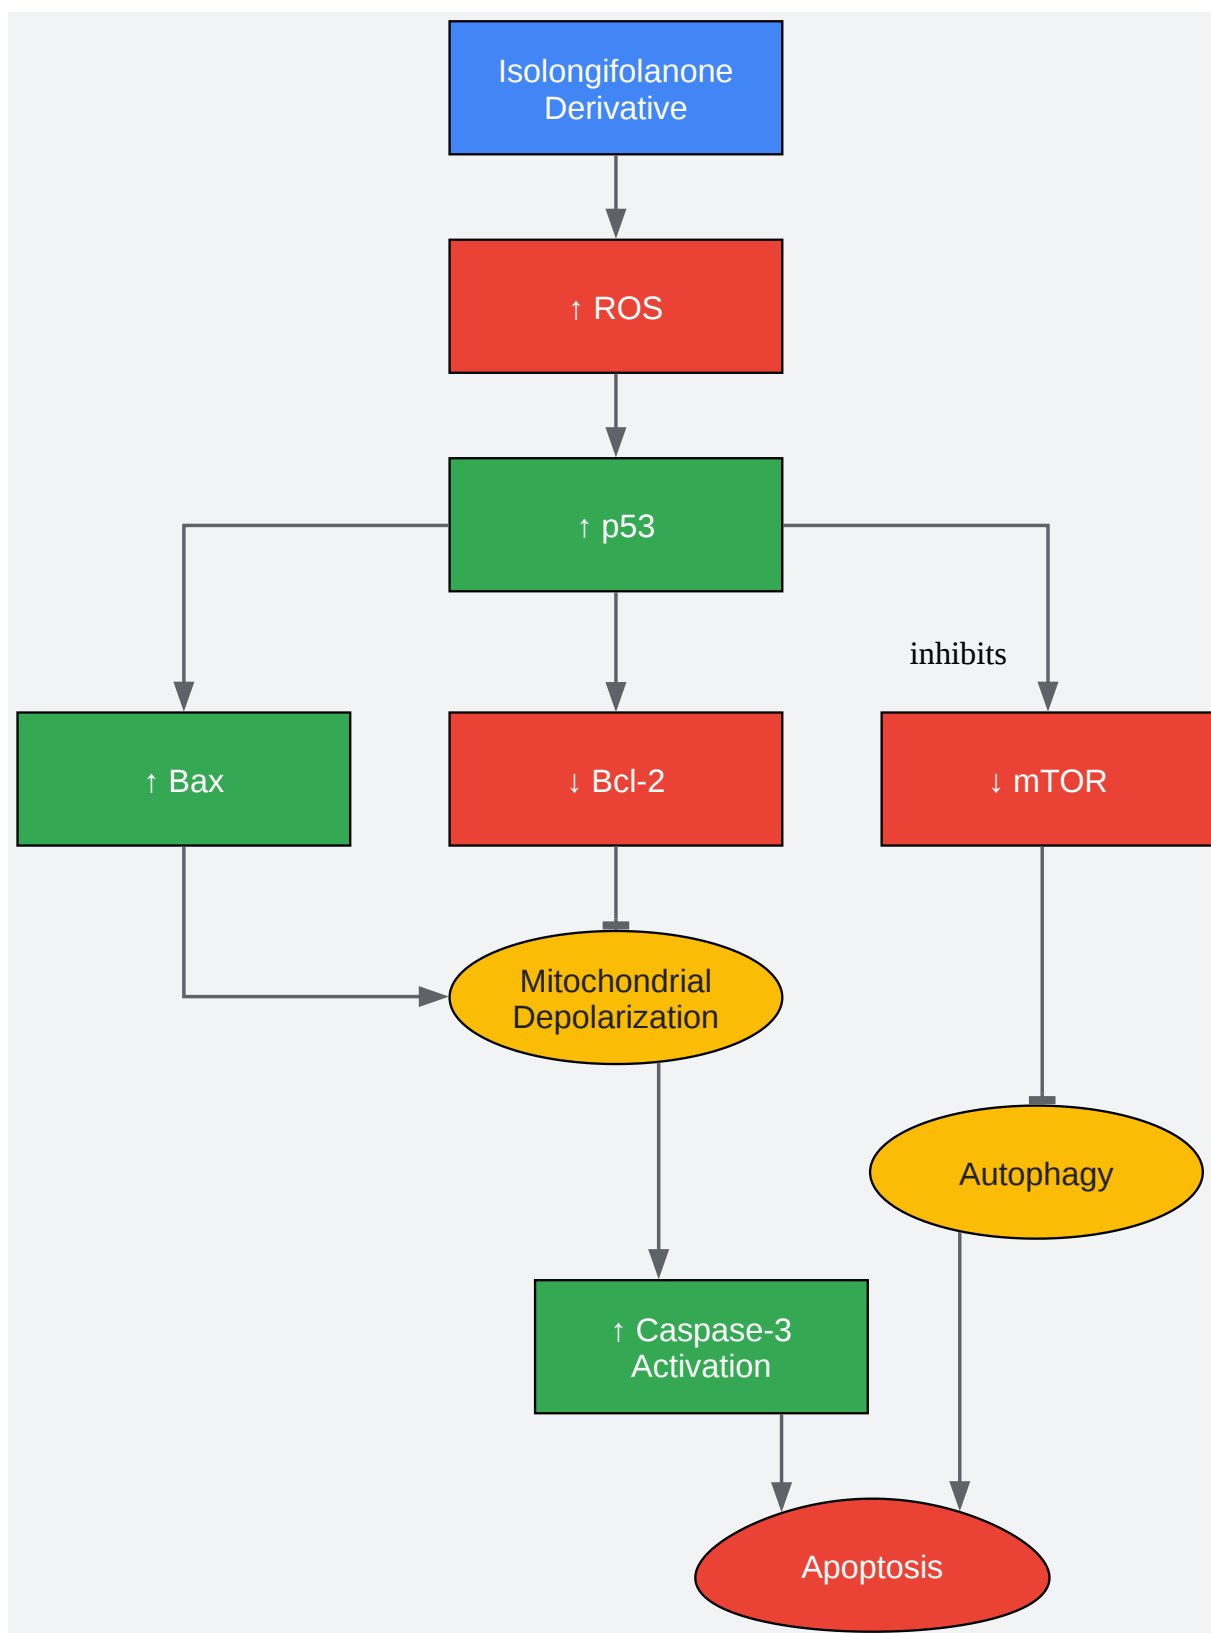 Isolongifolanone
Derivative
↑ ROS
↑ p53
inhibits
↑ Bax
↓ Bcl-2
↓ mTOR
Mitochondrial
Depolarization
Autophagy
↑ Caspase-3
Activation
Apoptosis